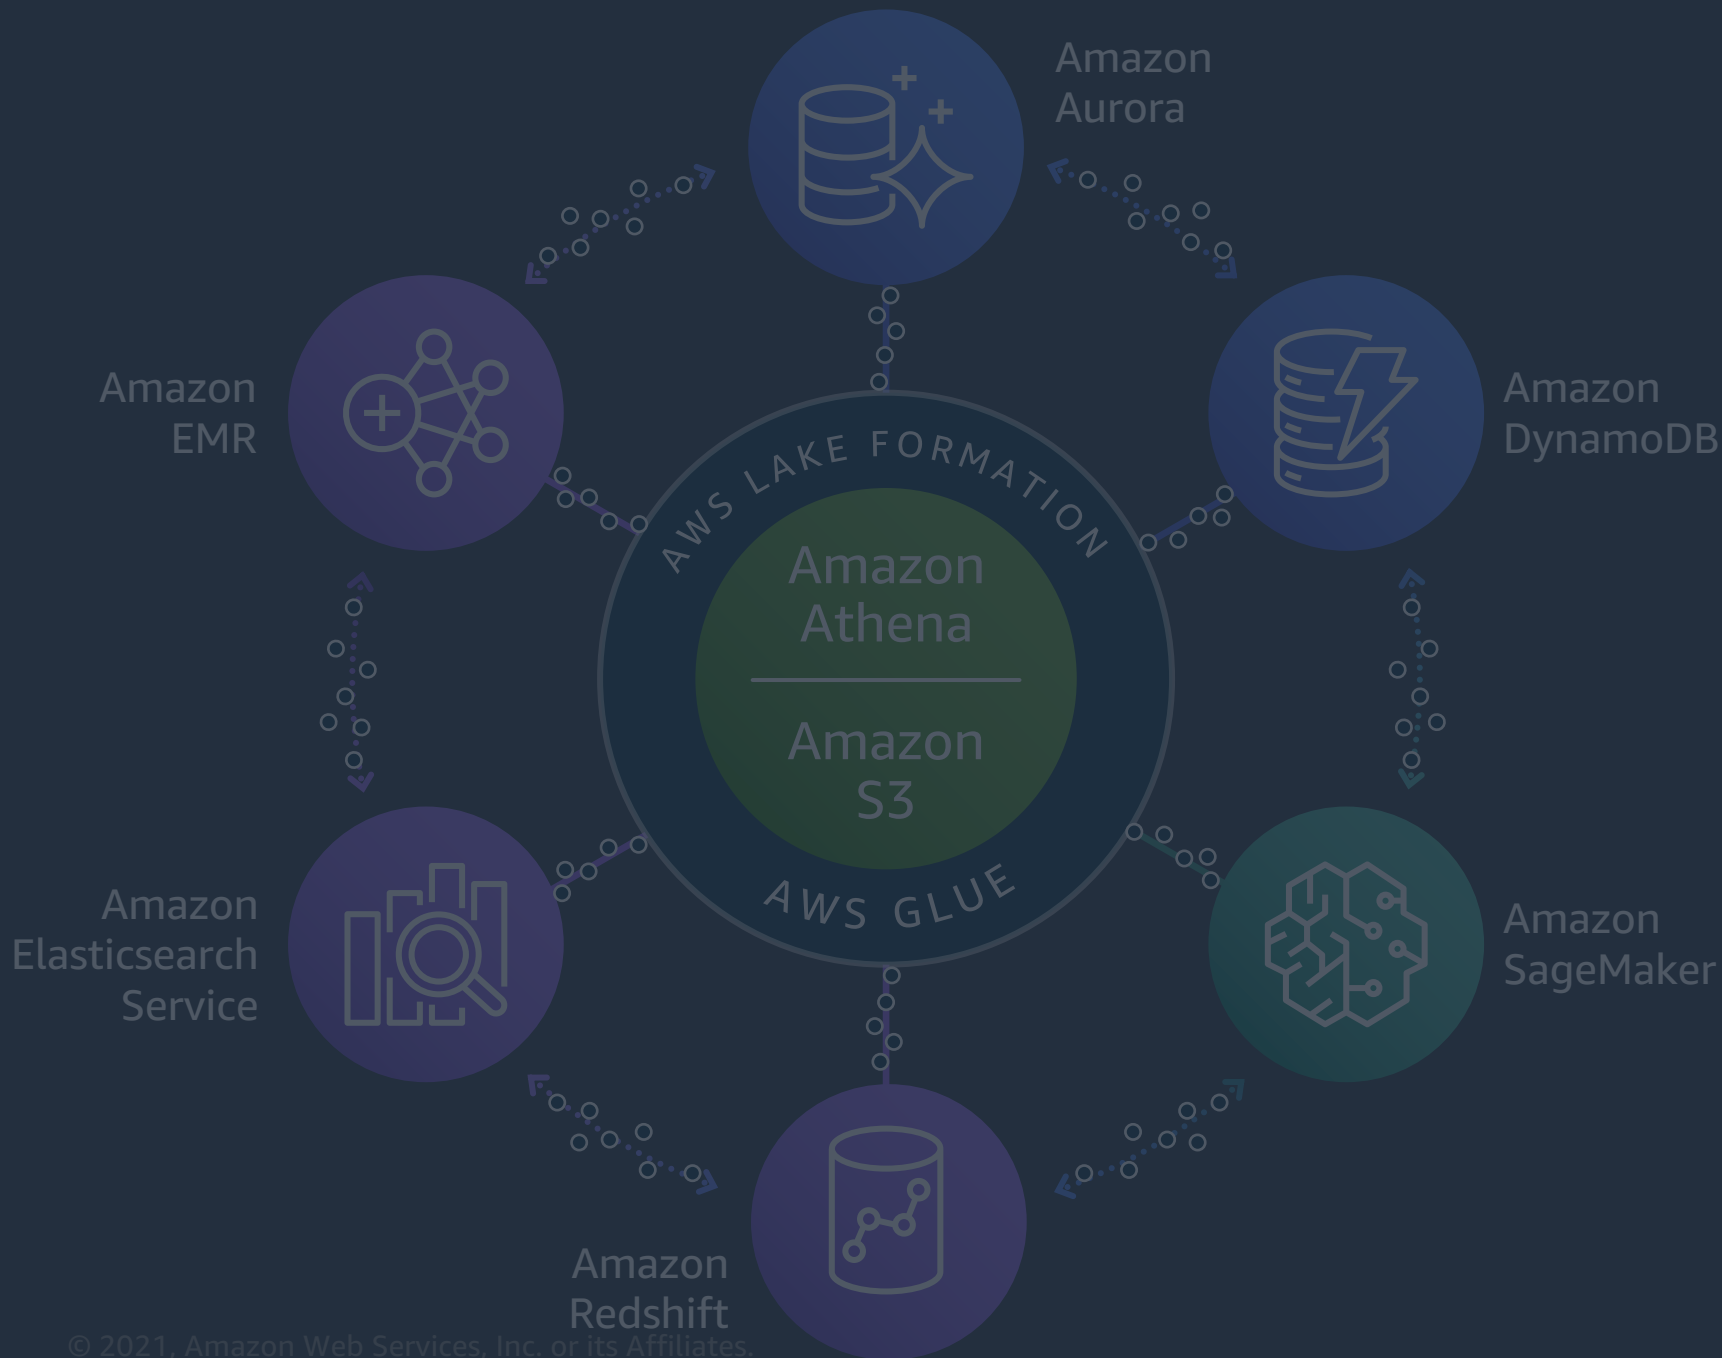 Amazon
Aurora
Amazon
EMR
Amazon
DynamoDB
AWS LAKE FORMATION
Amazon
Athena
Amazon
S3
AWS GLUE
Amazon
Elasticsearch
Service
Amazon
SageMaker
Amazon
Redshift
© 2021, Amazon Web Services, Inc. or its Affiliates.